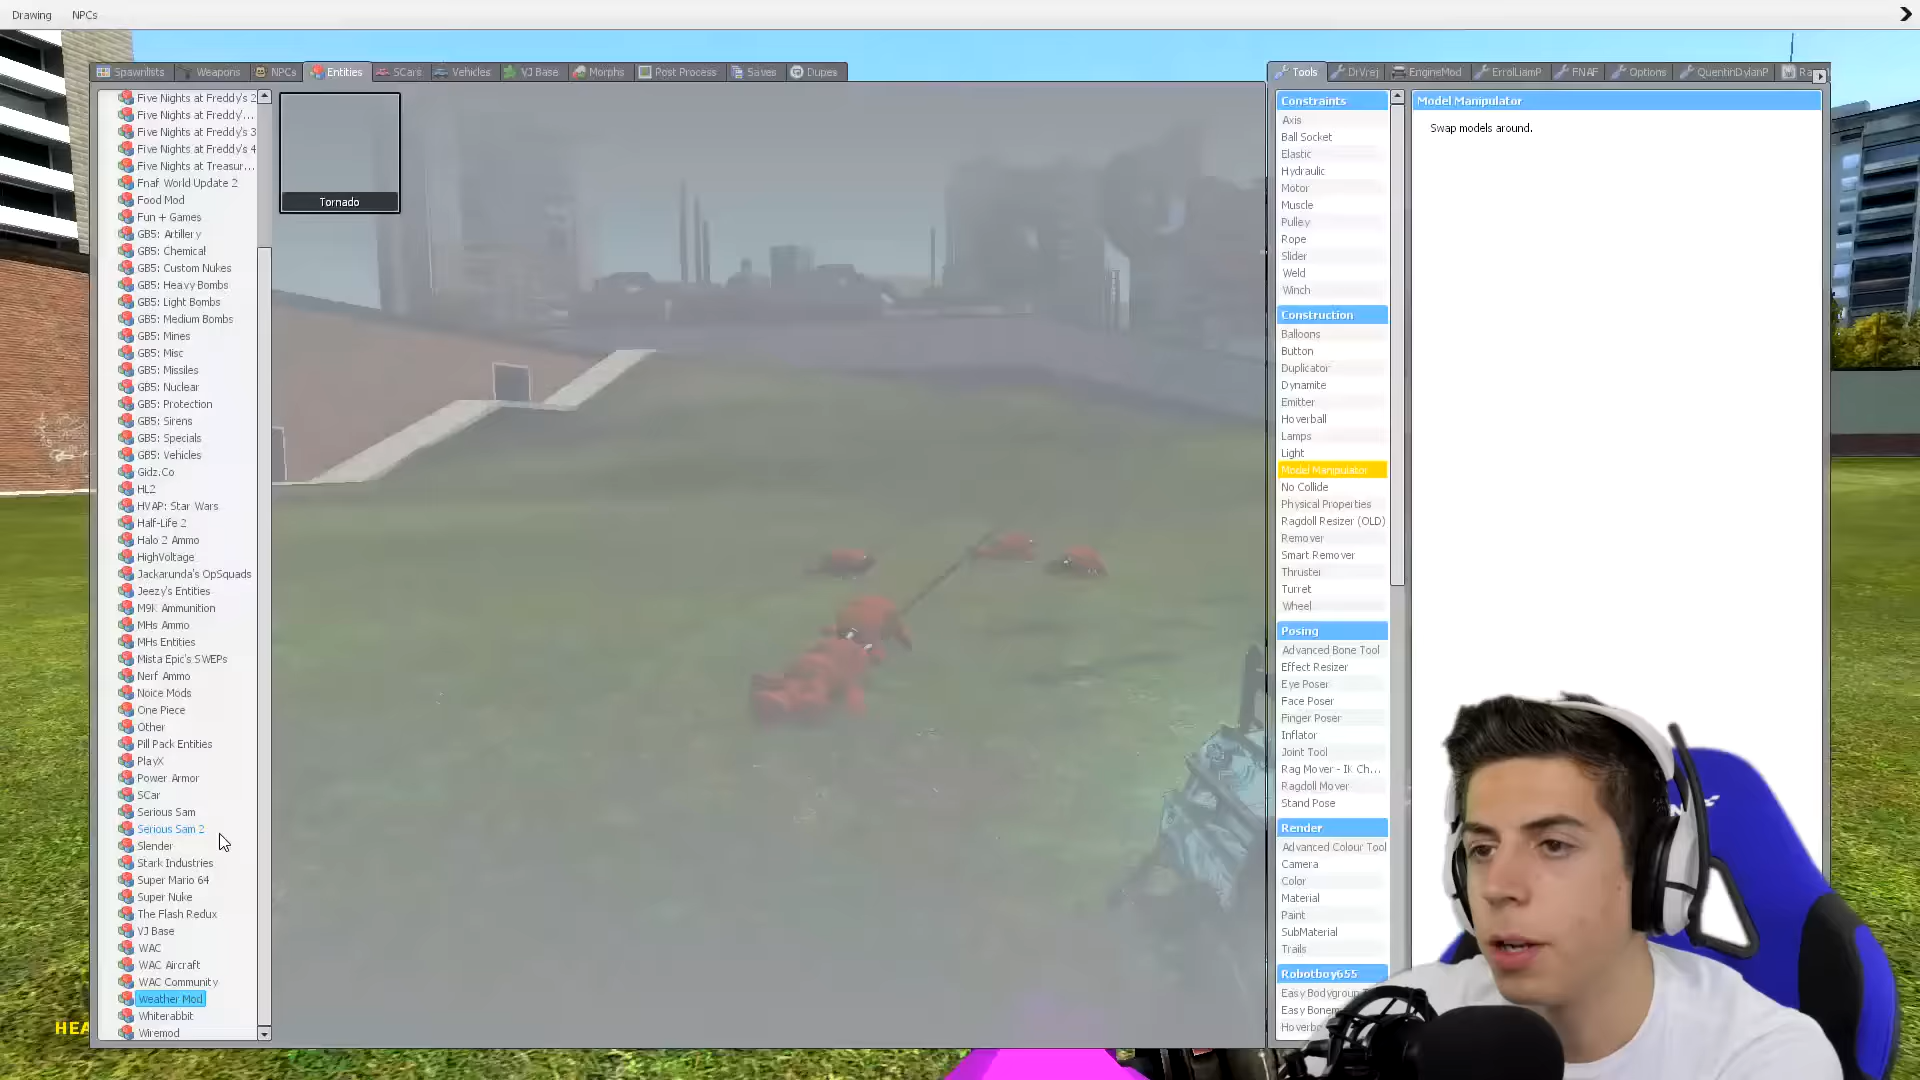 Drawing NPCs
Spawnlists Weapons NPCs Entities SCars Vehicles VJ Base Morphs Post Process Saves Dupes
Five Nights at Freddy's 2
Five Nights at Freddy'...
Five Nights at Freddy's 3
Five Nights at Freddy's 4
Five Nights at Treasur...
Fnaf World Update 2
Food Mod
Fun + Games
GB5: Artillery
GB5: Chemical
GB5: Custom Nukes
GB5: Heavy Bombs
GB5: Light Bombs
GB5: Medium Bombs
GB5: Mines
GB5: Misc
GB5: Missiles
GB5: Nuclear
GB5: Protection
GB5: Sirens
GB5: Specials
GB5: Vehicles
Gidz.Co
HL2
HVAP: Star Wars
Half-Life 2
Halo 2 Ammo
HighVoltage
Jackarunda's OpSquads
Jeezy's Entities
M9K Ammunition
MHs Ammo
MHs Entities
Mista Epic's SWEPs
Nerf Ammo
Noice Mods
One Piece
Other
Pill Pack Entities
PlayX
Power Armor
SCar
Serious Sam
Serious Sam 2
Slender
Stark Industries
Super Mario 64
Super Nuke
The Flash Redux
VJ Base
WAC
WAC Aircraft
WAC Community
Weather Mod
Whiterabbit
Wiremod
Tornado
HEA
Tools DrVrej EngineMod ErrolLiamP FNAF Options QuentinDylanP Ra
Constraints
Axis
Ball Socket
Elastic
Hydraulic
Motor
Muscle
Pulley
Rope
Slider
Weld
Winch
Construction
Balloons
Button
Duplicator
Dynamite
Emitter
Hoverball
Lamps
Light
Model Manipulator
No Collide
Physical Properties
Ragdoll Resizer (OLD)
Remover
Smart Remover
Thruster
Turret
Wheel
Posing
Advanced Bone Tool
Effect Resizer
Eye Poser
Face Poser
Finger Poser
Inflator
Joint Tool
Rag Mover - IK Ch...
Ragdoll Mover
Stand Pose
Render
Advanced Colour Tool
Camera
Color
Material
Paint
SubMaterial
Trails
Robotboy655
Easy Bodygroup
Easy Bonem
Hoverb
Model Manipulator
Swap models around.